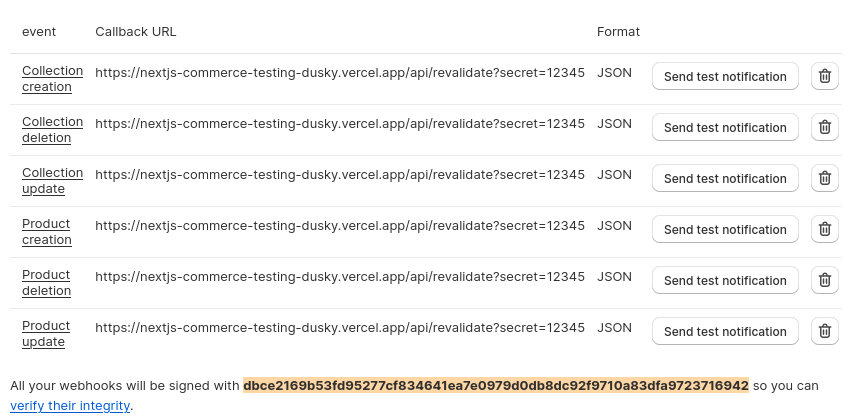 event Callback URL Format
Collection creation https://nextjs-commerce-testing-dusky.vercel.app/api/revalidate?secret=12345 JSON Send test notification
Collection deletion https://nextjs-commerce-testing-dusky.vercel.app/api/revalidate?secret=12345 JSON Send test notification
Collection update https://nextjs-commerce-testing-dusky.vercel.app/api/revalidate?secret=12345 JSON Send test notification
Product creation https://nextjs-commerce-testing-dusky.vercel.app/api/revalidate?secret=12345 JSON Send test notification
Product deletion https://nextjs-commerce-testing-dusky.vercel.app/api/revalidate?secret=12345 JSON Send test notification
Product update https://nextjs-commerce-testing-dusky.vercel.app/api/revalidate?secret=12345 JSON Send test notification
All your webhooks will be signed with dbce2169b53fd95277cf834641ea7e0979d0db8dc92f9710a83dfa9723716942 so you can
verify their integrity.